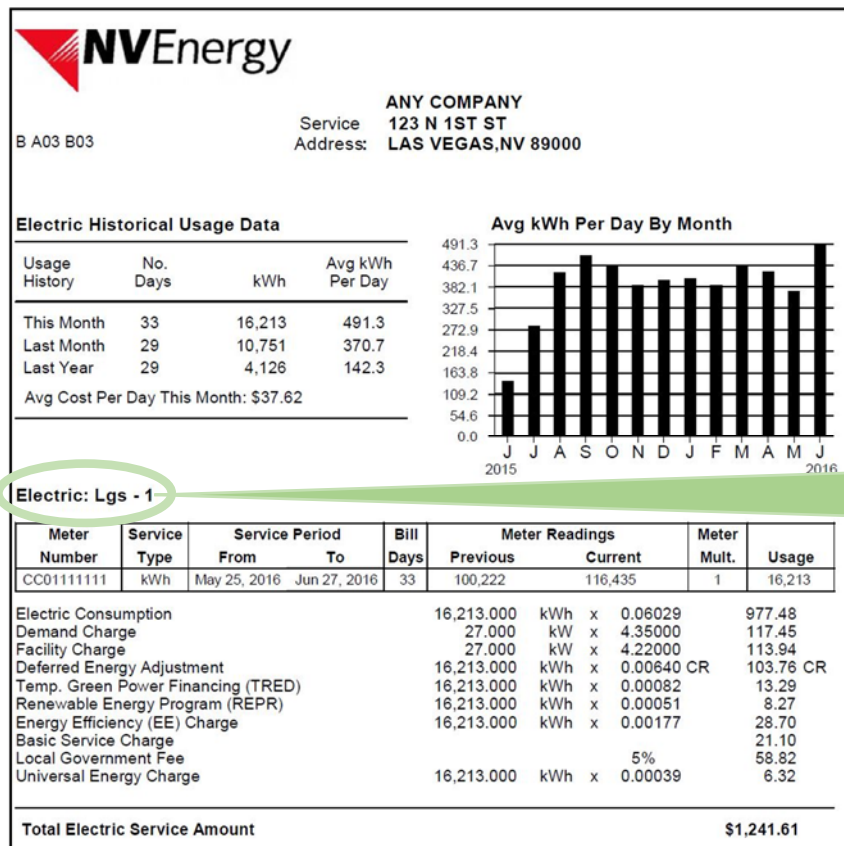 NVEnergy
ANY COMPANY
Service 123 N 1ST ST
B A03 B03 Address: LAS VEGAS,NV 89000
Electric Historical Usage Data
Usage History No. Days kWh Avg kWh Per Day
This Month 33 16,213 491.3
Last Month 29 10,751 370.7
Last Year 29 4,126 142.3
Avg Cost Per Day This Month: $37.62
Avg kWh Per Day By Month
491.3
436.7
382.1
327.5
272.9
218.4
163.8
109.2
54.6
0.0
J J A S O N D J F M A M J
2015 2016
Electric: Lgs - 1
Meter Service Service Period Bill Meter Readings Meter
Number Type From To Days Previous Current Mult. Usage
CC01111111 kWh May 25, 2016 Jun 27, 2016 33 100,222 116,435 1 16,213
Electric Consumption 16,213.000 kWh x 0.06029 977.48
Demand Charge 27.000 kW x 4.35000 117.45
Facility Charge 27.000 kW x 4.22000 113.94
Deferred Energy Adjustment 16,213.000 kWh x 0.00640 CR 103.76 CR
Temp. Green Power Financing (TRED) 16,213.000 kWh x 0.00082 13.29
Renewable Energy Program (REPR) 16,213.000 kWh x 0.00051 8.27
Energy Efficiency (EE) Charge 16,213.000 kWh x 0.00177 28.70
Basic Service Charge 21.10
Local Government Fee 5% 58.82
Universal Energy Charge 16,213.000 kWh x 0.00039 6.32
Total Electric Service Amount $1,241.61